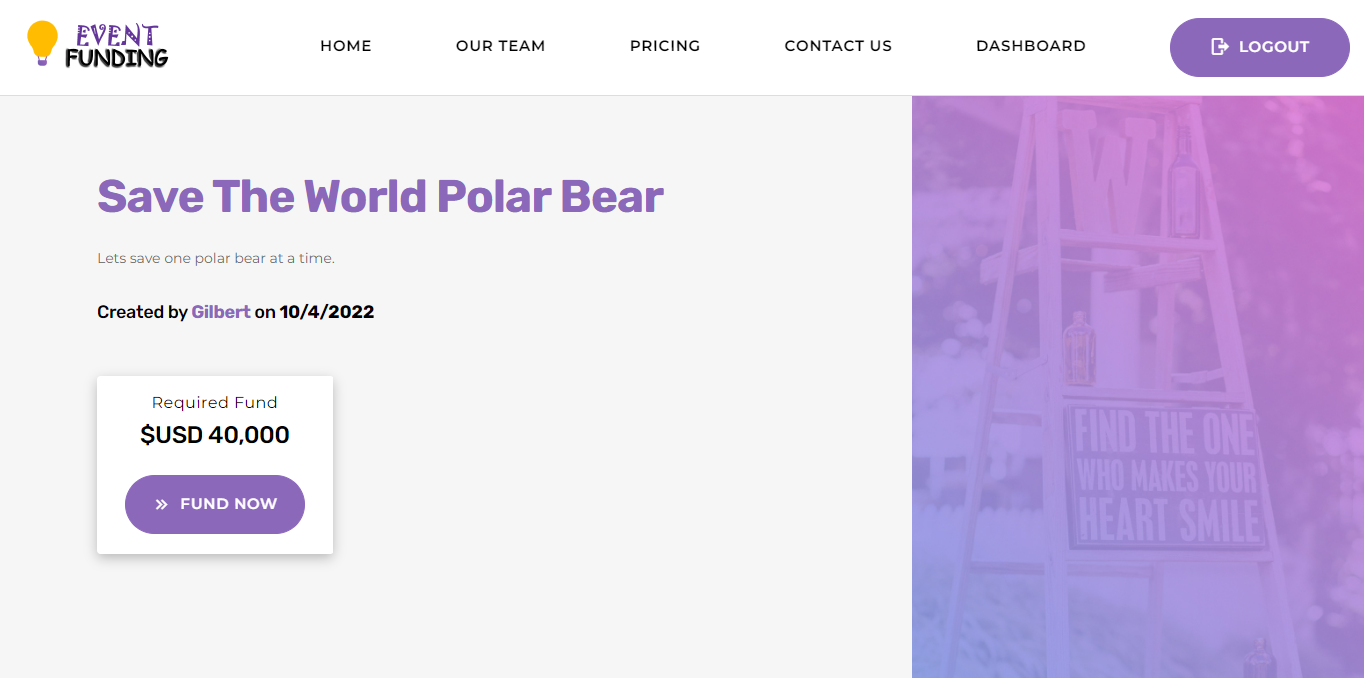 EVENT
FUNDING
HOME
OUR TEAM
PRICING
CONTACT US
DASHBOARD
LOGOUT
Save The World Polar Bear
Lets save one polar bear at a time.
Created by Gilbert on 10/4/2022
Required Fund
$USD 40,000
FUND NOW
W
FIND THE ONE
WHO MAKES YOUR
HEART SMILE